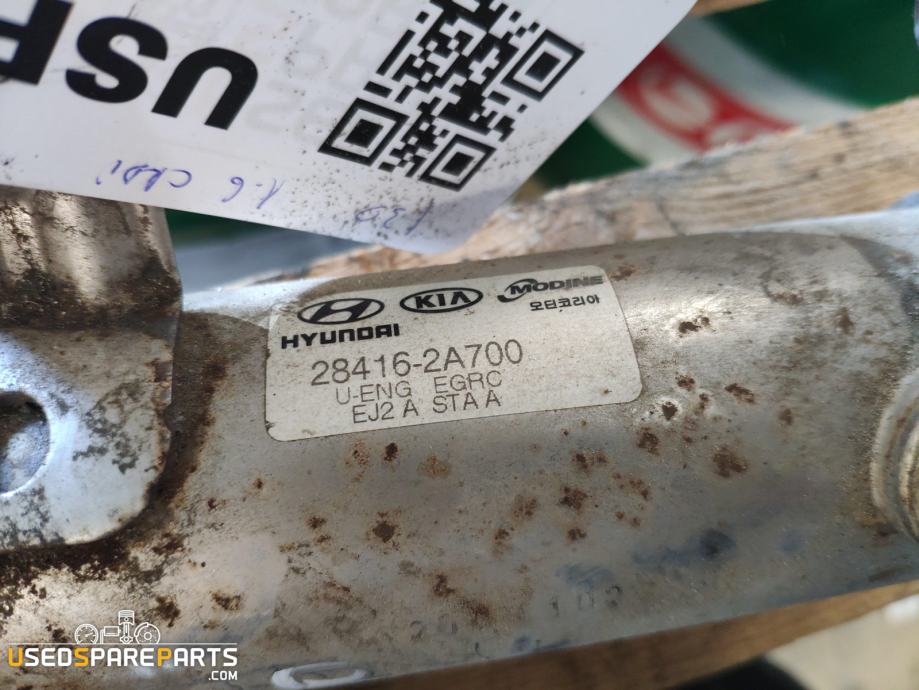 USP
1.6 CRDi
i30
HYUNDAI
KIA
MODINE
모딘코리아
28416-2A700
U-ENG EGRC
EJ2 A STA A
USEDSPAREPARTS
.COM